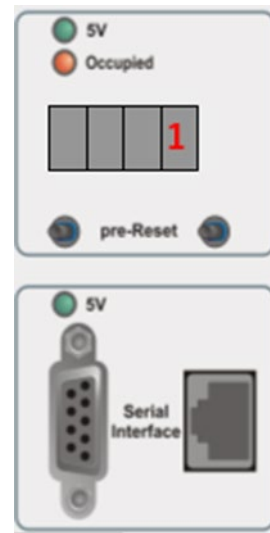 5V
Occupied
1
pre-Reset
5V
Serial
Interface